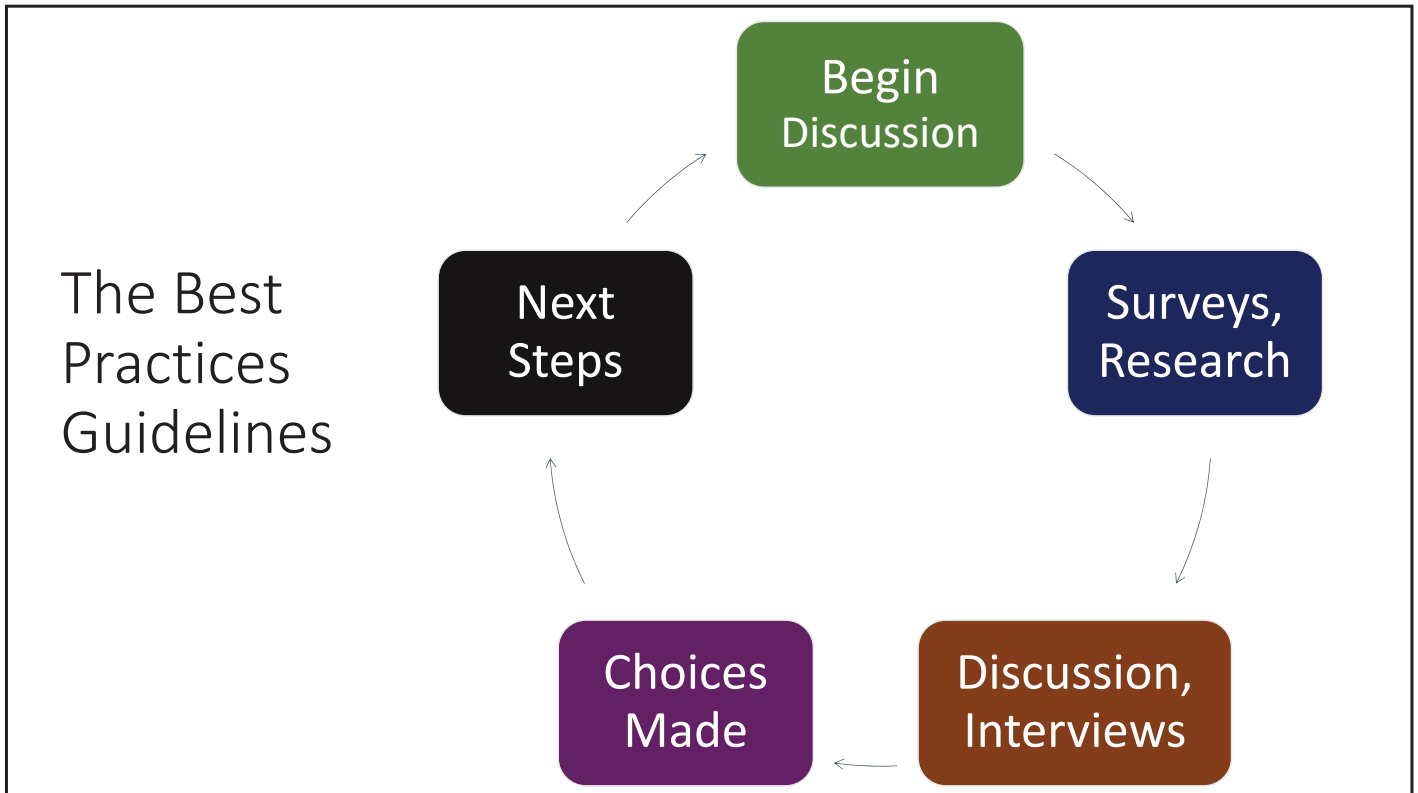 The Best
Practices
Guidelines
Begin
Discussion
Surveys,
Research
Discussion,
Interviews
Choices
Made
Next
Steps